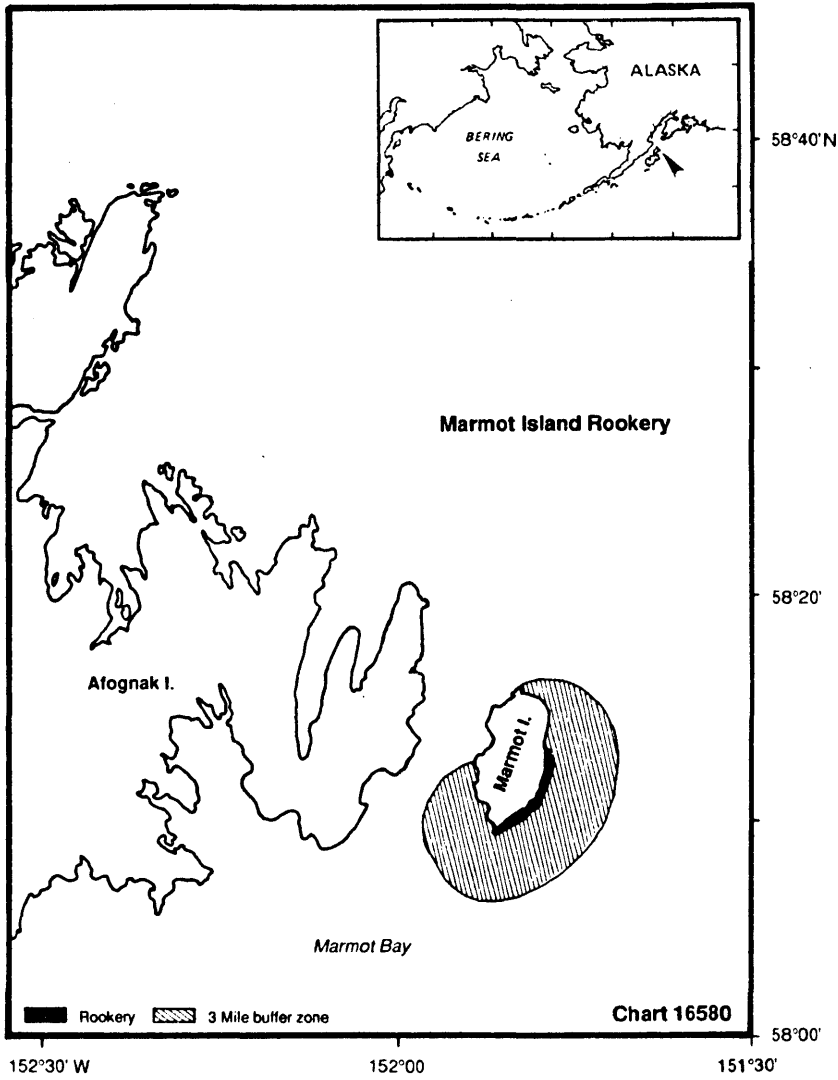 ALASKA
BERING
SEA
58°40'N
Marmot Island Rookery
58°20'
Afognak I.
Marmot I.
Marmot Bay
Rookery
3 Mile buffer zone
Chart 16580
58°00'
152°30' W
152°00'
151°30'